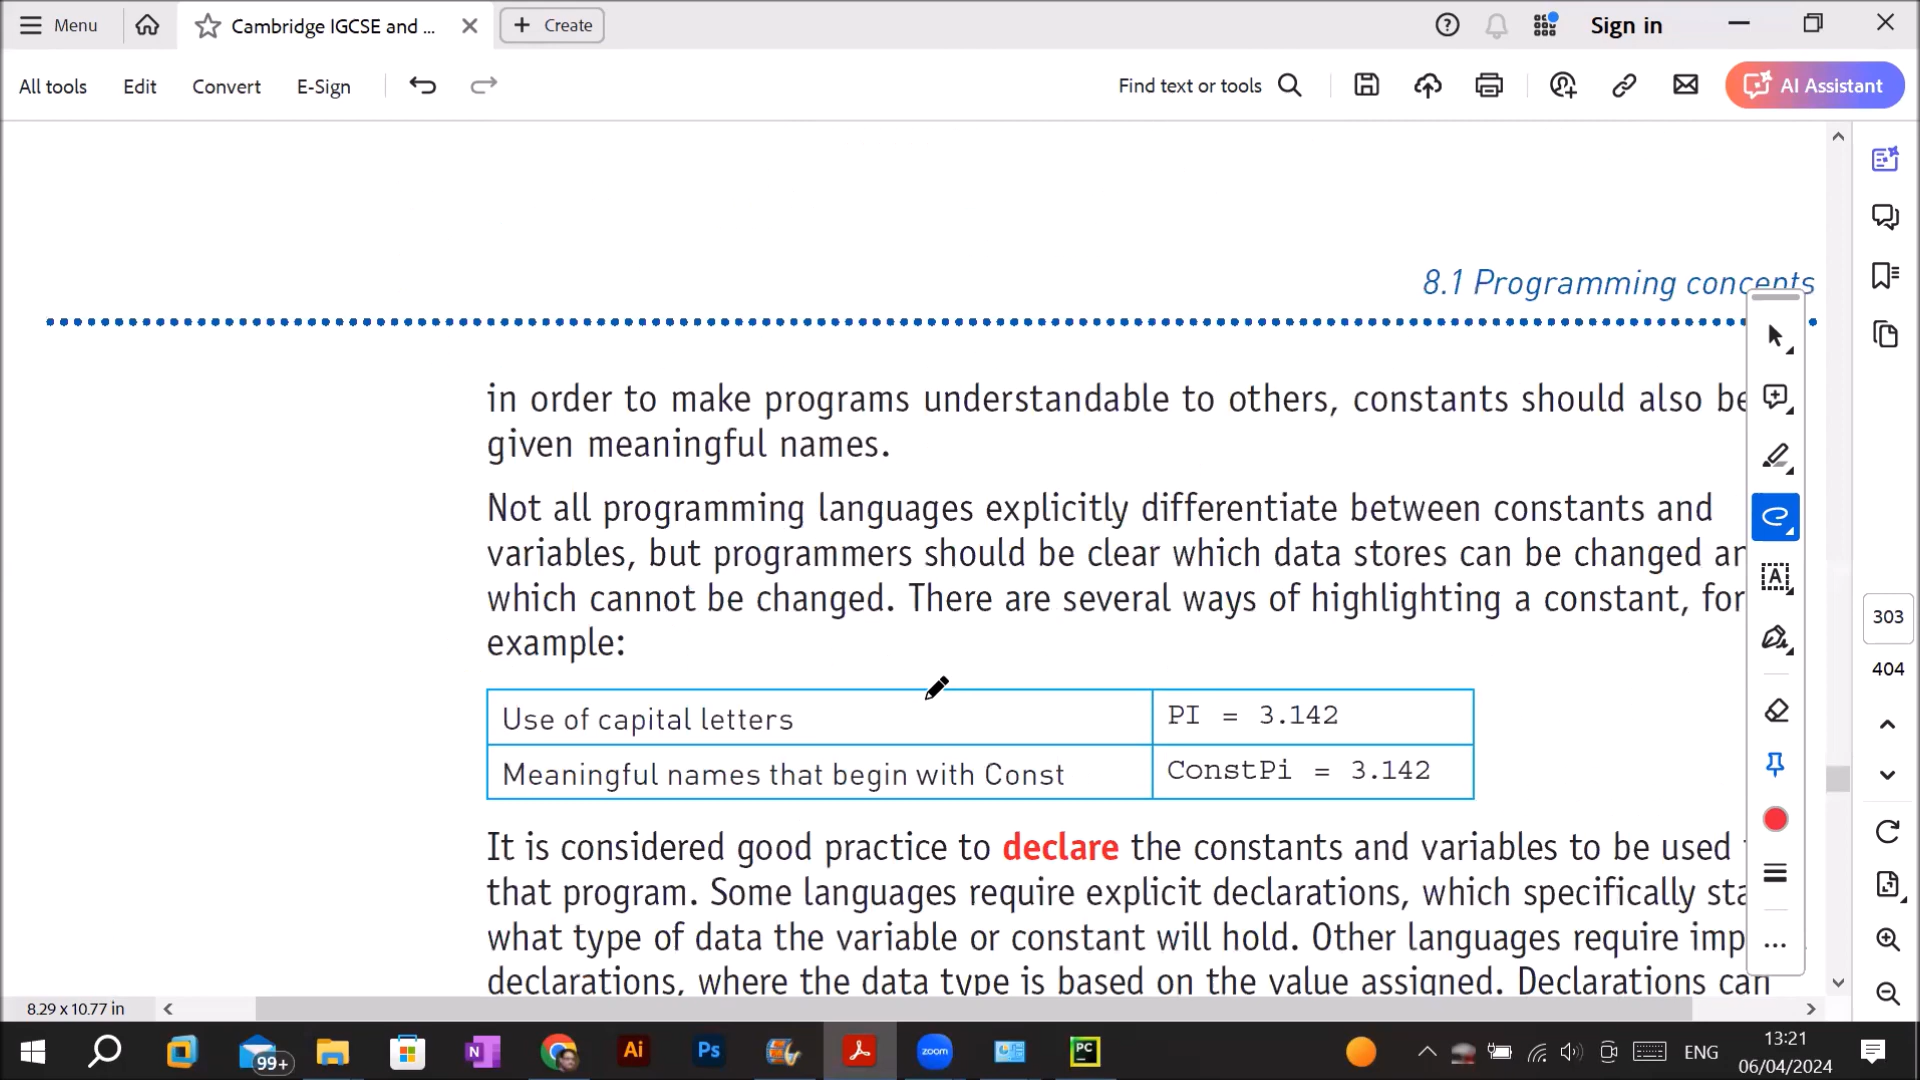 Menu
Cambridge IGCSE and ...
Create
Sign in
All tools
Edit
Convert
E-Sign
Find text or tools
AI Assistant
8.1 Programming concepts
in order to make programs understandable to others, constants should also be
given meaningful names.
Not all programming languages explicitly differentiate between constants and
variables, but programmers should be clear which data stores can be changed an
which cannot be changed. There are several ways of highlighting a constant, for
example:
Use of capital letters
PI = 3.142
Meaningful names that begin with Const
ConstPi = 3.142
It is considered good practice to declare the constants and variables to be used
that program. Some languages require explicit declarations, which specifically sta
what type of data the variable or constant will hold. Other languages require imp
declarations, where the data type is based on the value assigned. Declarations can
303
404
8.29 x 10.77 in
99+
Ai
Ps
zoom
PC
ENG
13:21
06/04/2024